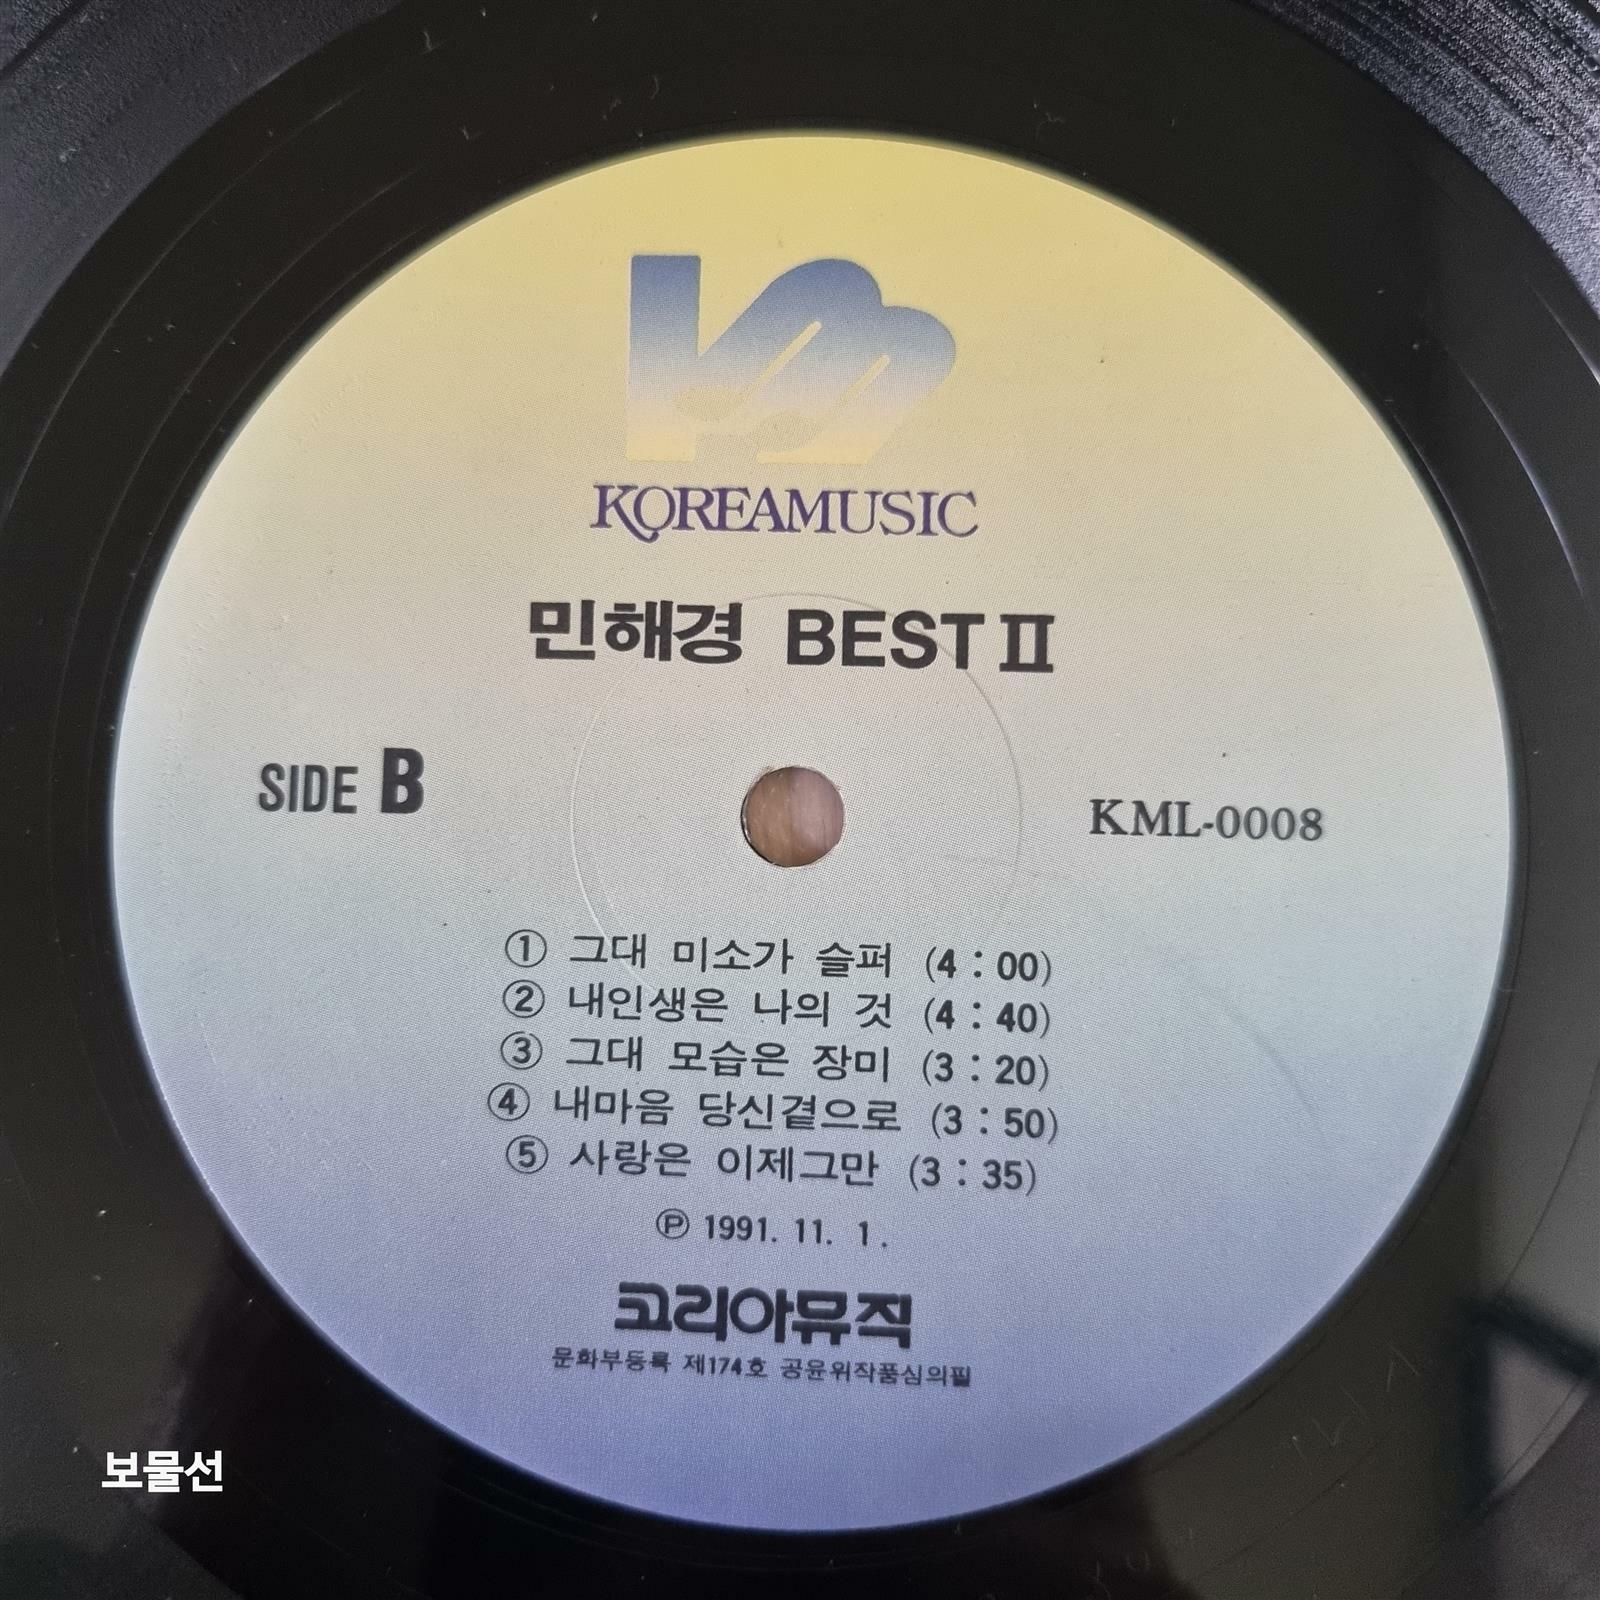 KOREAMUSIC
민해경 BEST Ⅱ
SIDE B
KML-0008
① 그대 미소가 슬퍼 (4 : 00)
② 내인생은 나의 것 (4 : 40)
③ 그대 모습은 장미 (3 : 20)
④ 내마음 당신곁으로 (3 : 50)
⑤ 사랑은 이제그만 (3 : 35)
Ⓟ 1991. 11. 1.
코리아뮤직
문화부등록 제174호 공윤위작품심의필
보물선